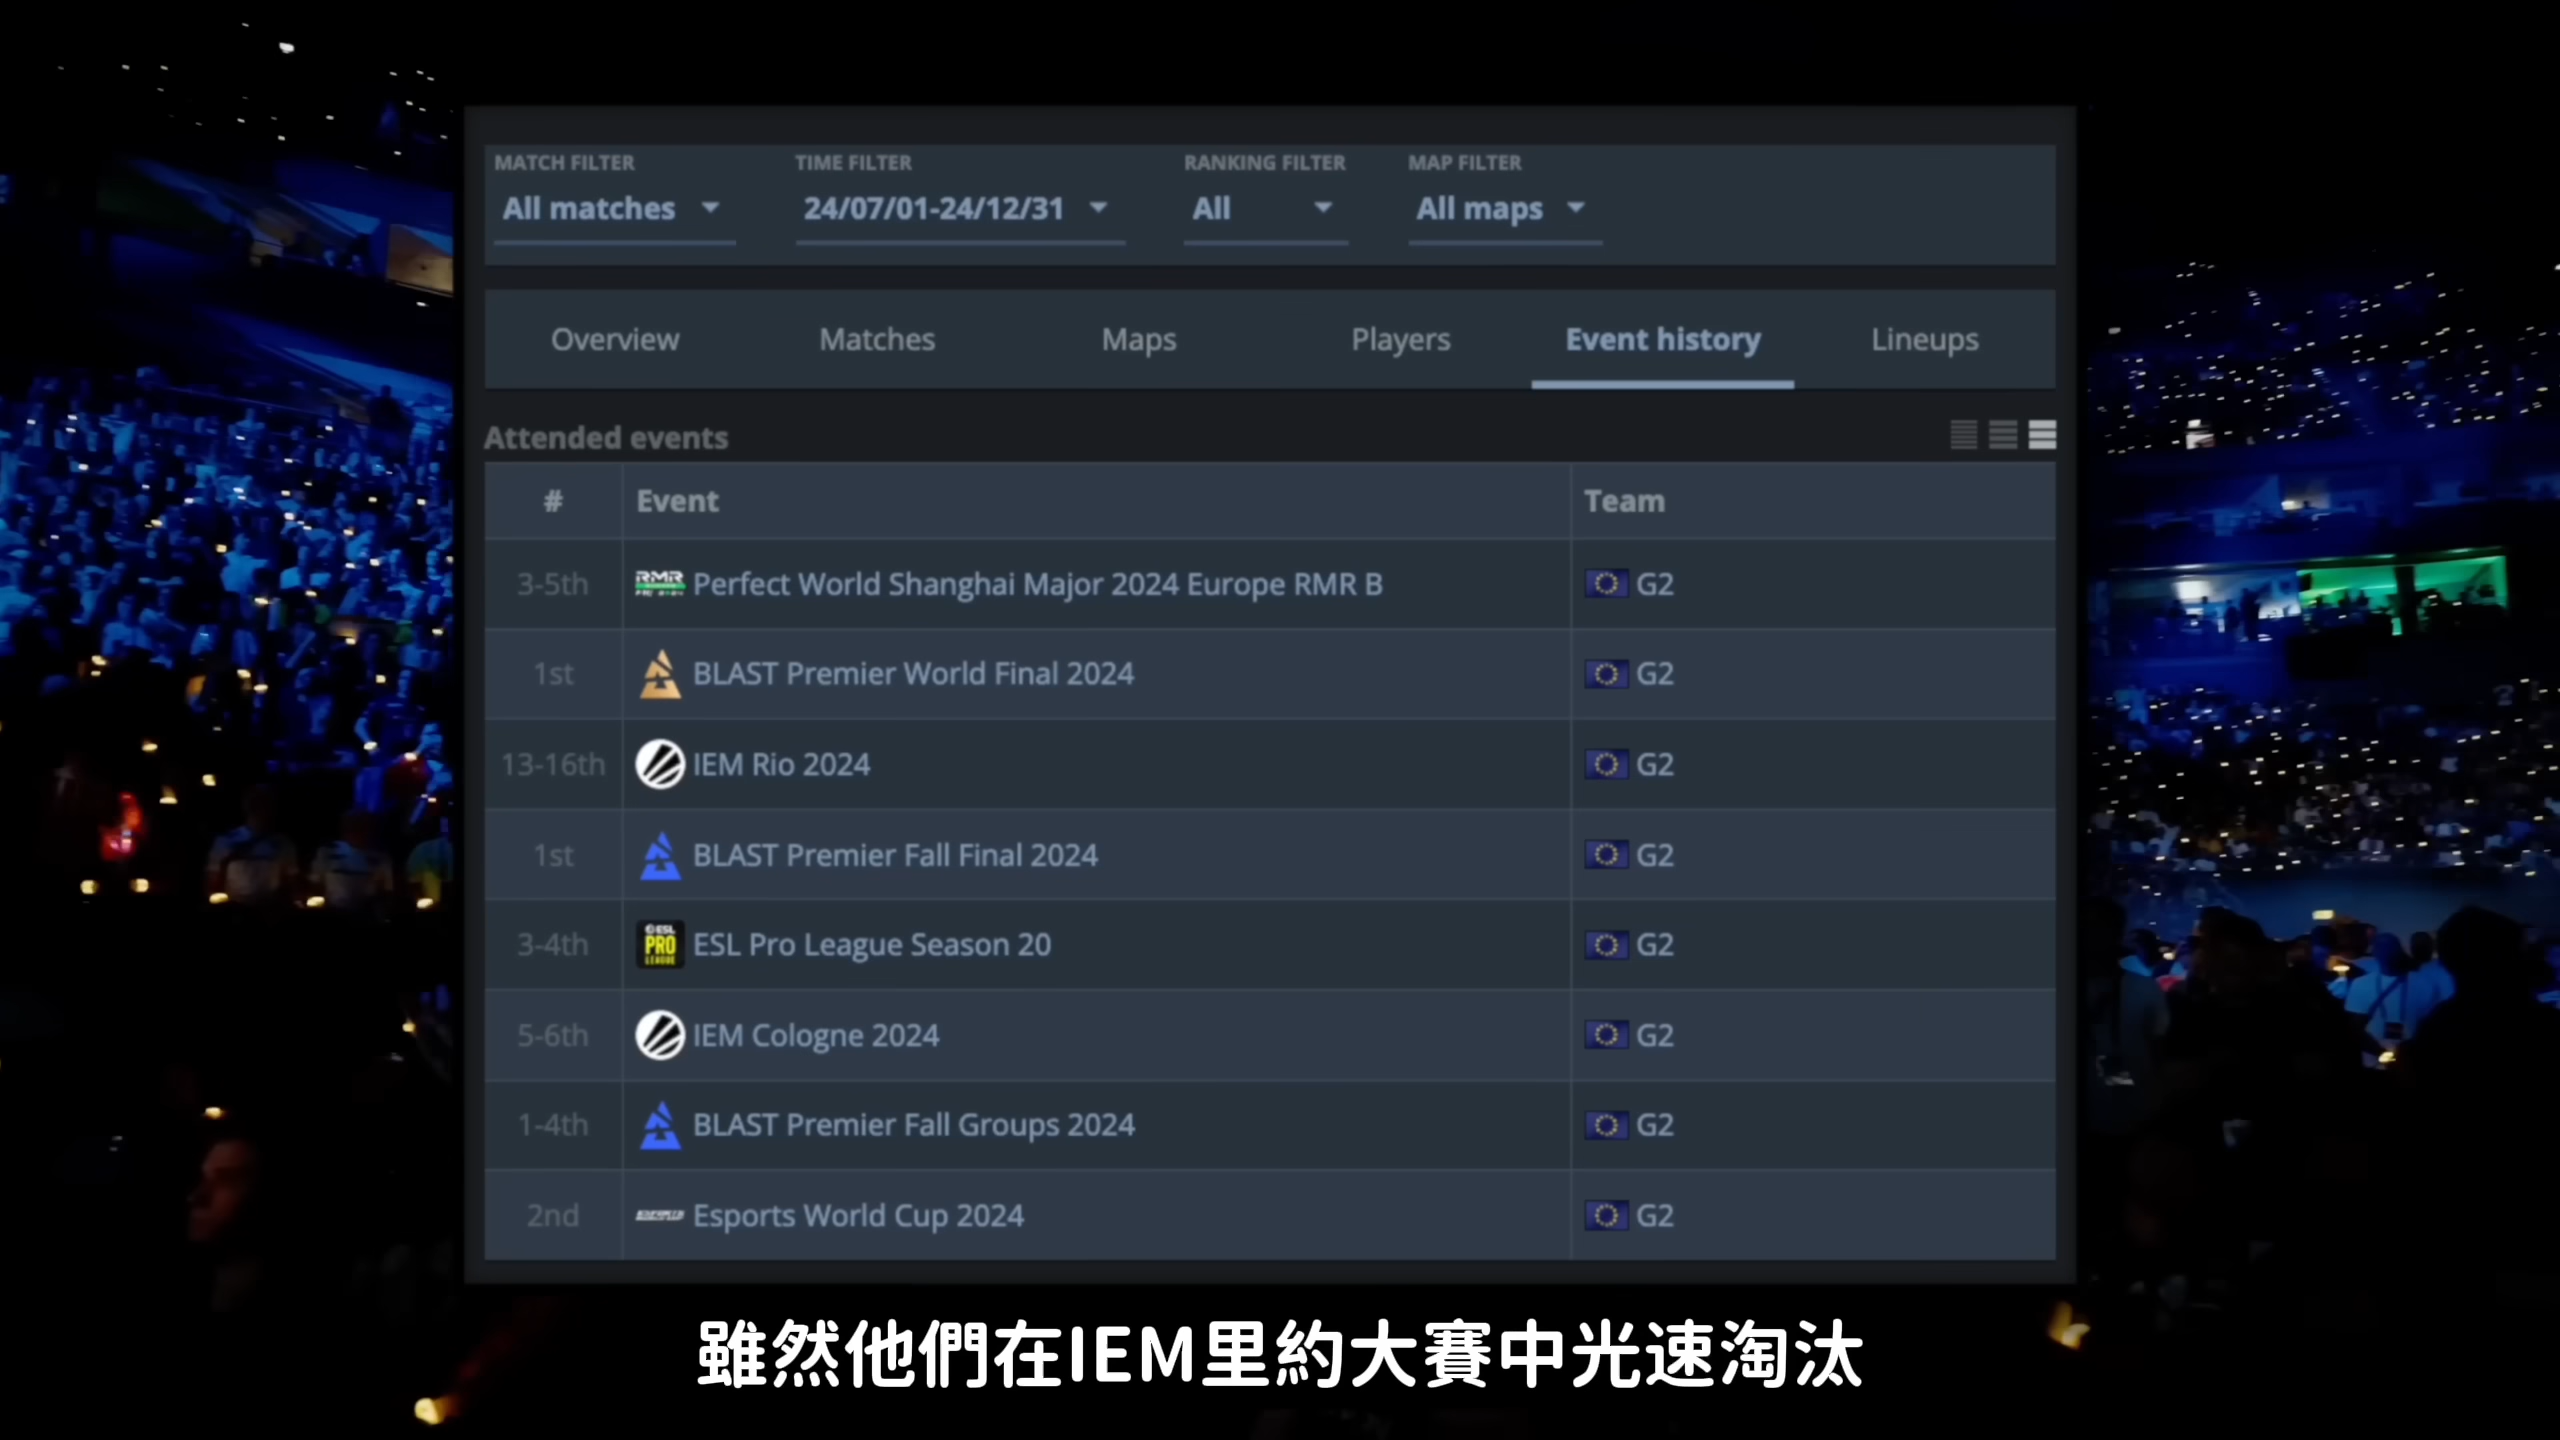 MATCH FILTER TIME FILTER RANKING FILTER MAP FILTER
All matches 24/07/01-24/12/31 All All maps
Overview Matches Maps Players Event history Lineups
Attended events
# Event Team
3-5th RMR Perfect World Shanghai Major 2024 Europe RMR B G2
1st BLAST Premier World Final 2024 G2
13-16th IEM Rio 2024 G2
1st BLAST Premier Fall Final 2024 G2
3-4th ESL PRO LEAGUE ESL Pro League Season 20 G2
5-6th IEM Cologne 2024 G2
1-4th BLAST Premier Fall Groups 2024 G2
2nd Esports World Cup 2024 G2
雖然他們在IEM里約大賽中光速淘汰